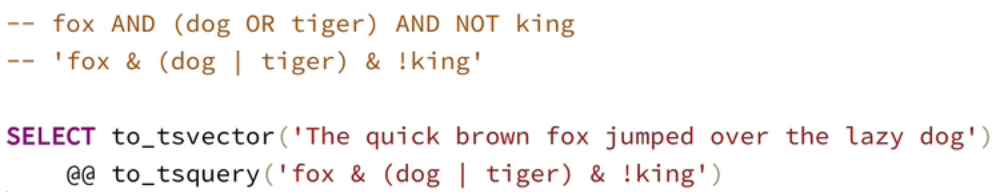 -- fox AND (dog OR tiger) AND NOT king
-- 'fox & (dog | tiger) & !king'
SELECT to_tsvector('The quick brown fox jumped over the lazy dog')
@@ to_tsquery('fox & (dog | tiger) & !king')